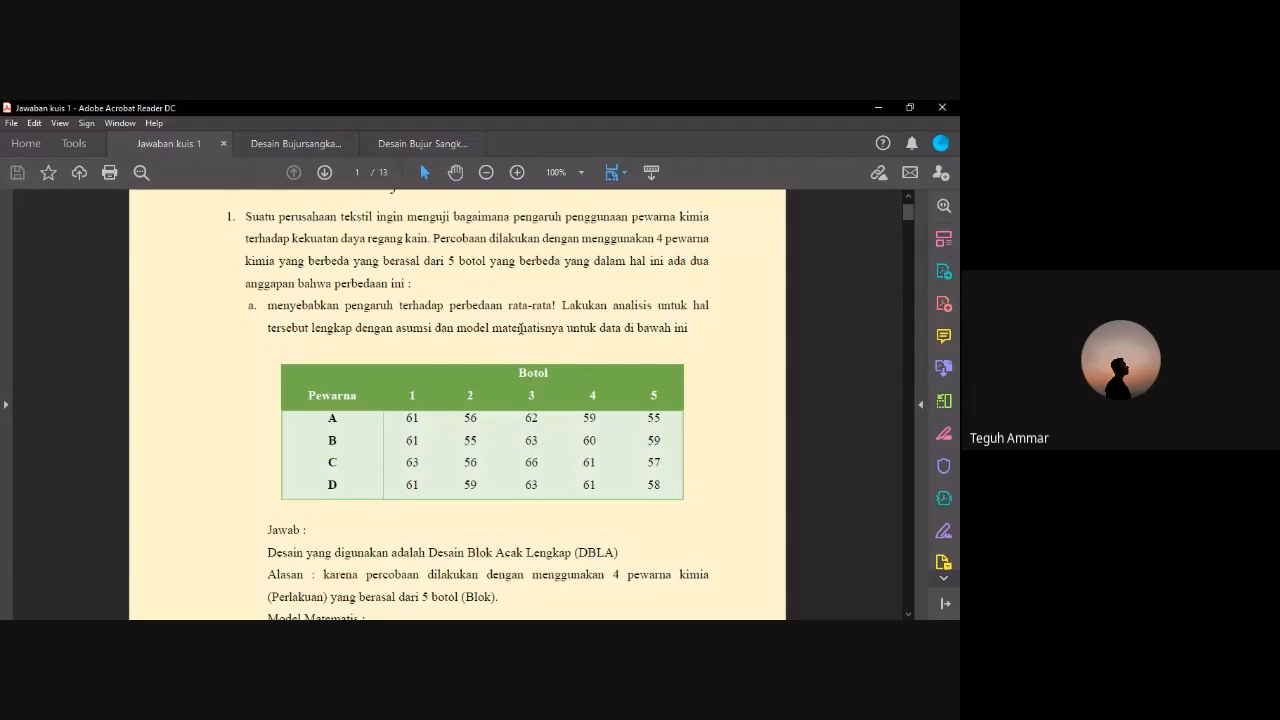 Jawaban kuis 1 - Adobe Acrobat Reader DC
File Edit View Sign Window Help
Home Tools Jawaban kuis 1 × Desain Bujursangka... Desain Bujur Sangk...
1 / 13 100%
1. Suatu perusahaan tekstil ingin menguji bagaimana pengaruh penggunaan pewarna kimia
terhadap kekuatan daya regang kain. Percobaan dilakukan dengan menggunakan 4 pewarna
kimia yang berbeda yang berasal dari 5 botol yang berbeda yang dalam hal ini ada dua
anggapan bahwa perbedaan ini :
a. menyebabkan pengaruh terhadap perbedaan rata-rata! Lakukan analisis untuk hal
tersebut lengkap dengan asumsi dan model matematisnya untuk data di bawah ini
Botol
Pewarna 1 2 3 4 5
A 61 56 62 59 55
B 61 55 63 60 59
C 63 56 66 61 57
D 61 59 63 61 58
Jawab :
Desain yang digunakan adalah Desain Blok Acak Lengkap (DBLA)
Alasan : karena percobaan dilakukan dengan menggunakan 4 pewarna kimia
(Perlakuan) yang berasal dari 5 botol (Blok).
Model Matematis :
Teguh Ammar